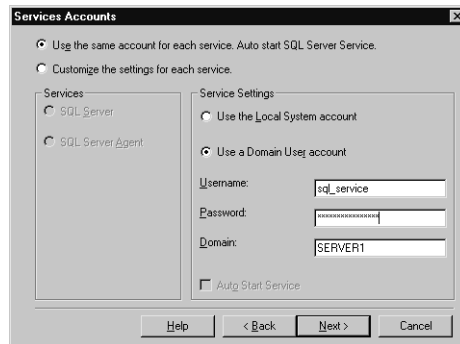 Services Accounts
Use the same account for each service. Auto start SQL Server Service.
Customize the settings for each service.
Services
SQL Server
SQL Server Agent
Service Settings
Use the Local System account
Use a Domain User account
Username:
sql_service
Password:
***************
Domain:
SERVER1
Auto Start Service
Help
< Back
Next >
Cancel